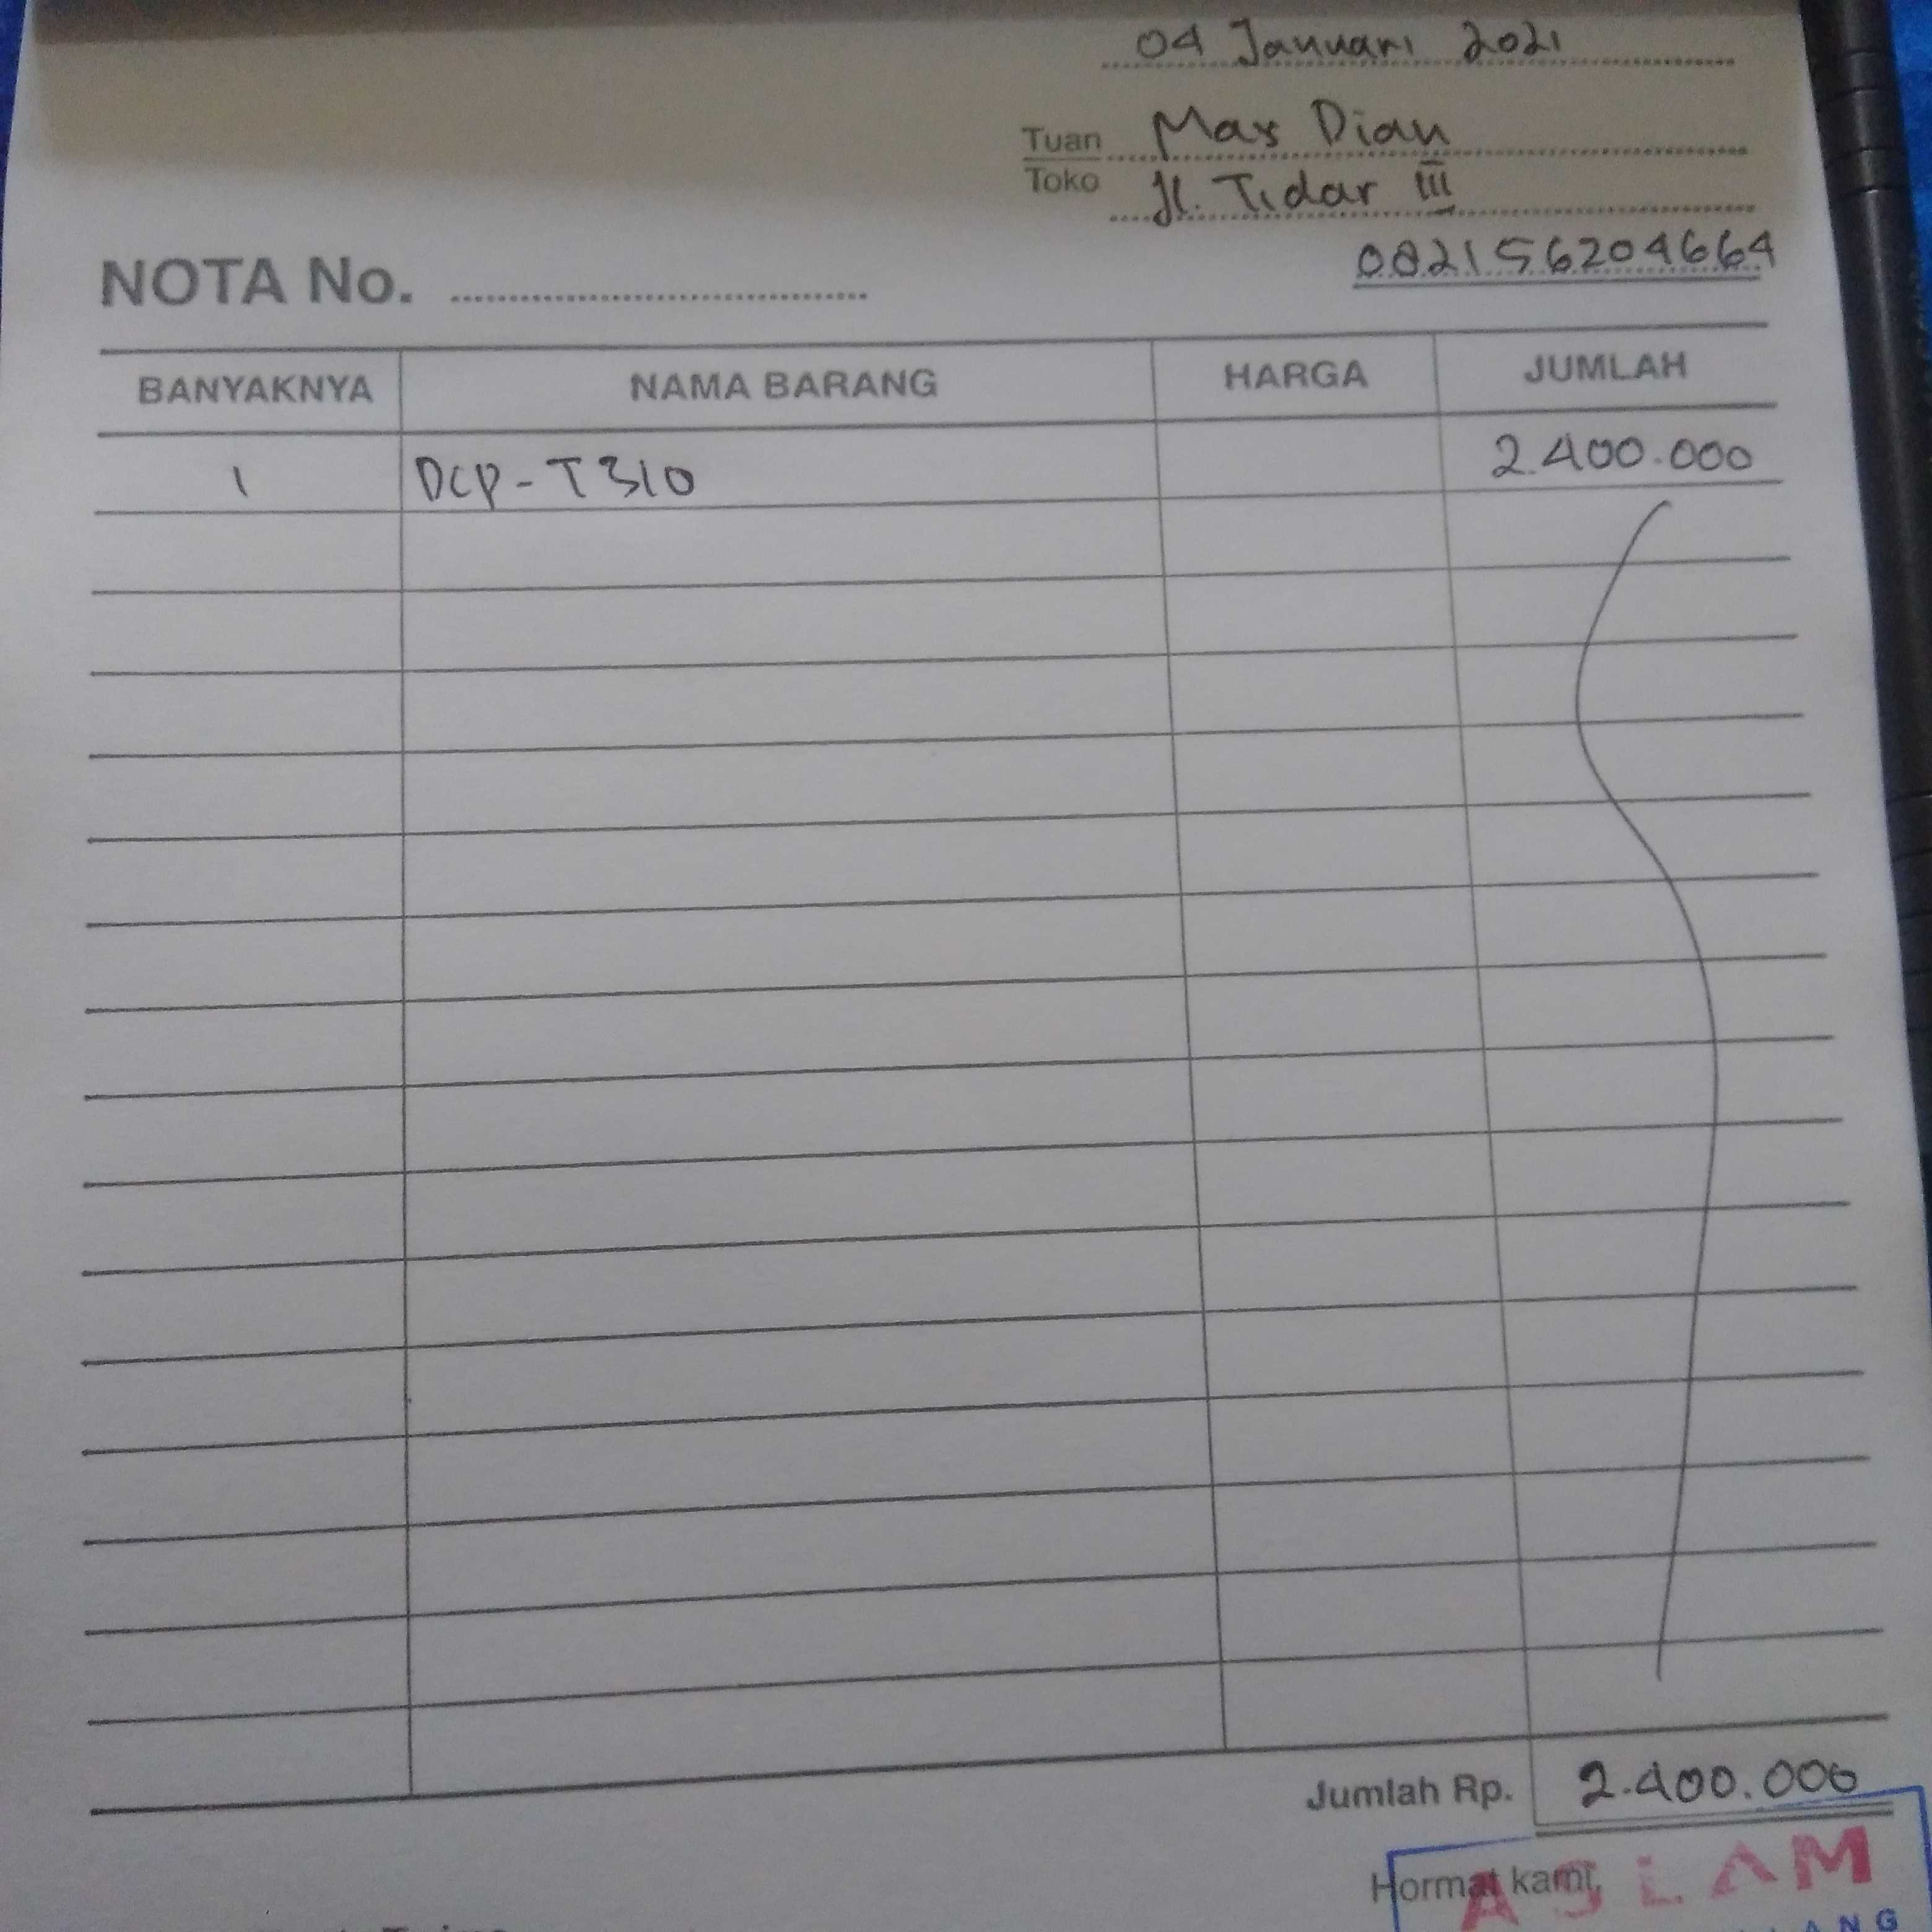 04 Januari 2021
Tuan Mas Dian
Toko Jl. Tidar III
082156204664
NOTA No.
BANYAKNYA NAMA BARANG HARGA JUMLAH
1 DCP-T310 2.400.000
Jumlah Rp. 2.400.000
Hormat kami,
ASLAM